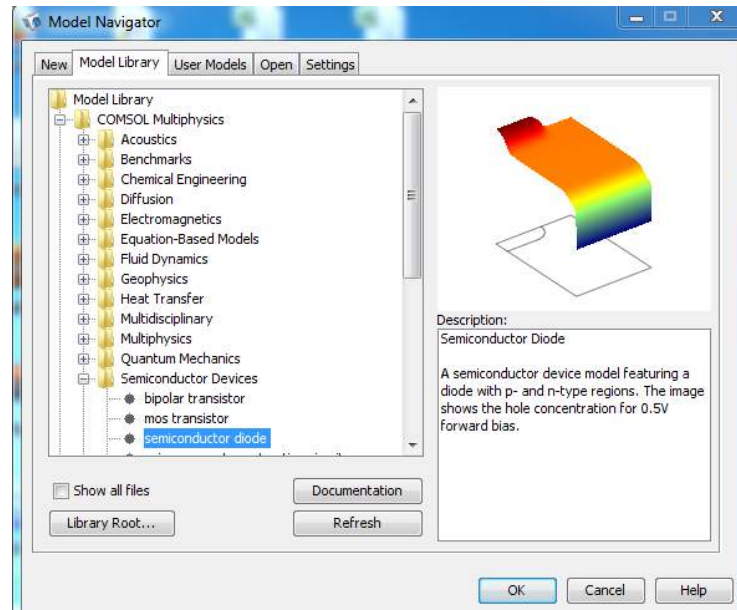 Model Navigator
New Model Library User Models Open Settings
Model Library
COMSOL Multiphysics
Acoustics
Benchmarks
Chemical Engineering
Diffusion
Electromagnetics
Equation-Based Models
Fluid Dynamics
Geophysics
Heat Transfer
Multidisciplinary
Multiphysics
Quantum Mechanics
Semiconductor Devices
bipolar transistor
mos transistor
semiconductor diode
Show all files
Documentation
Library Root...
Refresh
Description:
Semiconductor Diode
A semiconductor device model featuring a
diode with p- and n-type regions. The image
shows the hole concentration for 0.5V
forward bias.
OK Cancel Help